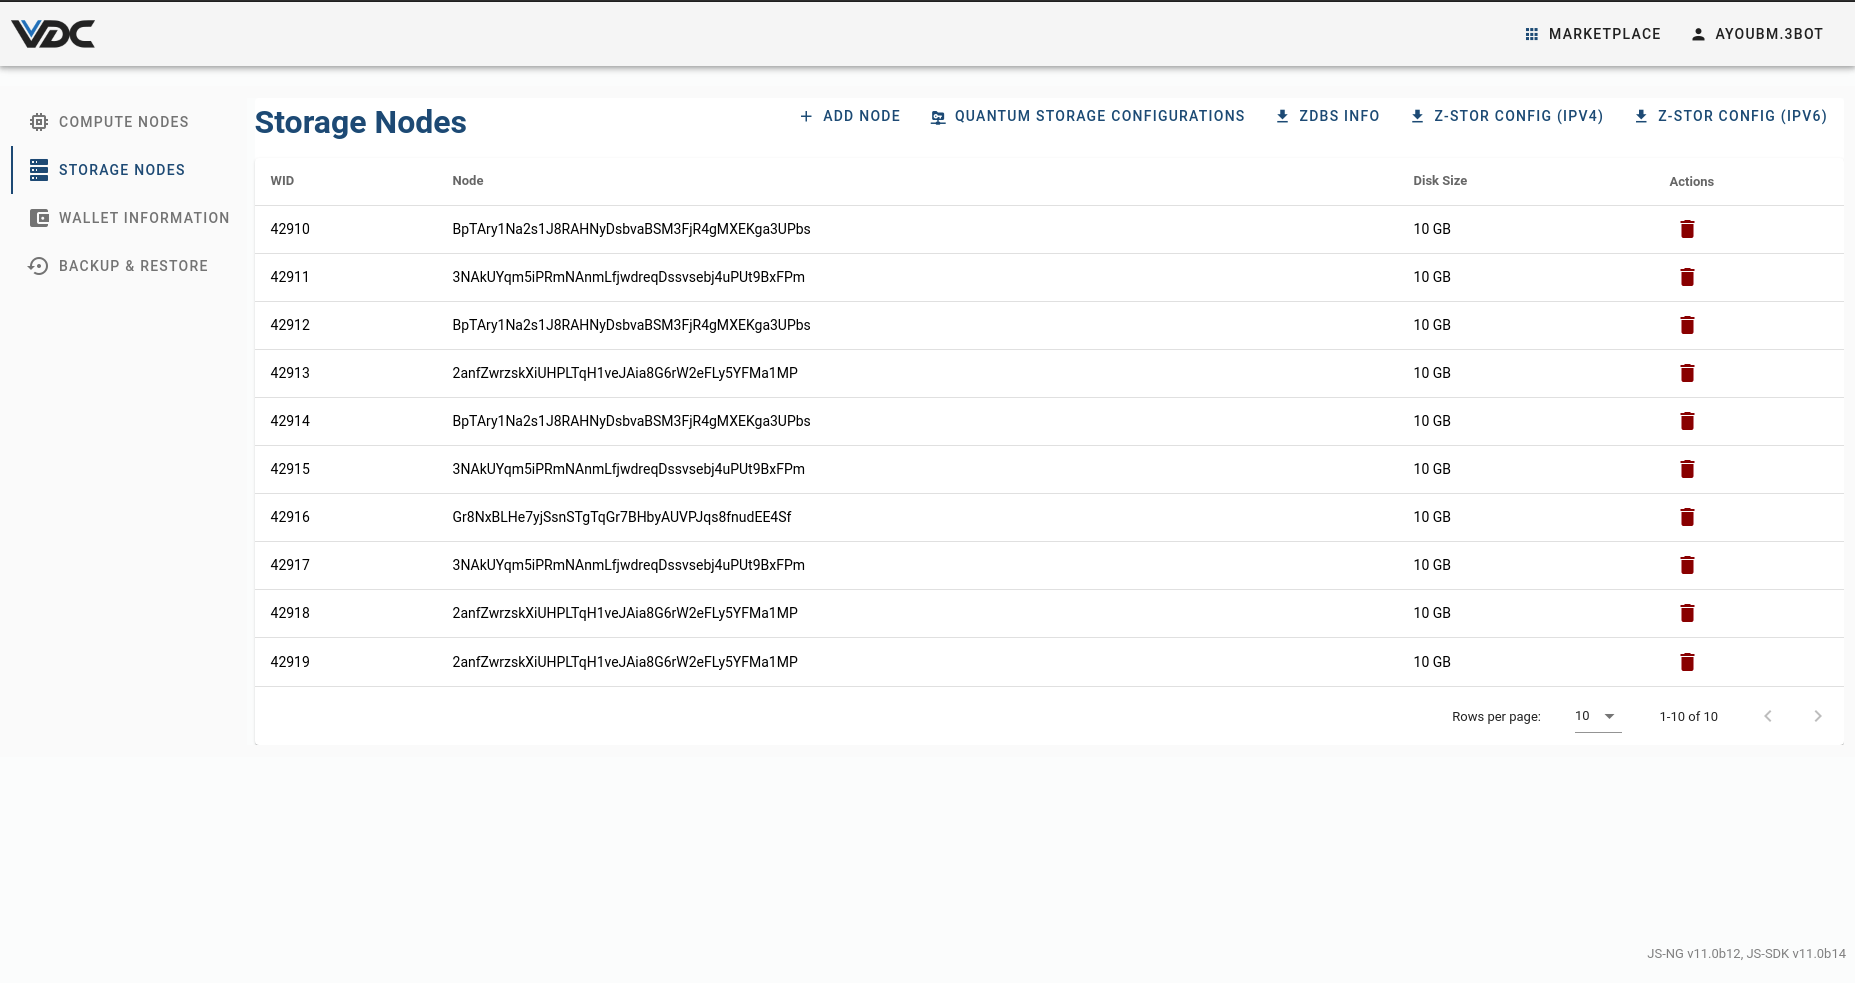 VDC
MARKETPLACE
AYOUBM.3BOT
COMPUTE NODES
STORAGE NODES
WALLET INFORMATION
BACKUP & RESTORE
Storage Nodes
ADD NODE
QUANTUM STORAGE CONFIGURATIONS
ZDBS INFO
Z-STOR CONFIG (IPV4)
Z-STOR CONFIG (IPV6)
WID Node Disk Size Actions
42910 BpTAry1Na2s1J8RAHNyDsbvaBSM3FjR4gMXEKga3UPbs 10 GB
42911 3NAkUYqm5iPRmNAnmLfjwdreqDssvsebj4uPUt9BxFPm 10 GB
42912 BpTAry1Na2s1J8RAHNyDsbvaBSM3FjR4gMXEKga3UPbs 10 GB
42913 2anfZwrzskXiUHPLTqH1veJAia8G6rW2eFLy5YFMa1MP 10 GB
42914 BpTAry1Na2s1J8RAHNyDsbvaBSM3FjR4gMXEKga3UPbs 10 GB
42915 3NAkUYqm5iPRmNAnmLfjwdreqDssvsebj4uPUt9BxFPm 10 GB
42916 Gr8NxBLHe7yjSsnSTgTqGr7BHbyAUVPJqs8fnudEE4Sf 10 GB
42917 3NAkUYqm5iPRmNAnmLfjwdreqDssvsebj4uPUt9BxFPm 10 GB
42918 2anfZwrzskXiUHPLTqH1veJAia8G6rW2eFLy5YFMa1MP 10 GB
42919 2anfZwrzskXiUHPLTqH1veJAia8G6rW2eFLy5YFMa1MP 10 GB
Rows per page: 10 1-10 of 10
JS-NG v11.0b12, JS-SDK v11.0b14